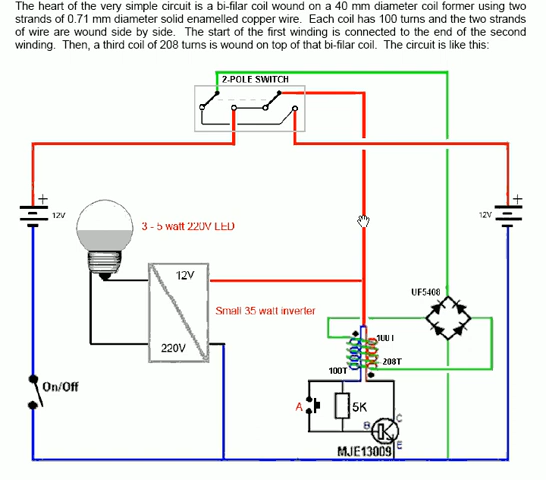 The heart of the very simple circuit is a bi-filar coil wound on a 40 mm diameter coil former using two
strands of 0.71 mm diameter solid enamelled copper wire. Each coil has 100 turns and the two strands
of wire are wound side by side. The start of the first winding is connected to the end of the second
winding. Then, a third coil of 208 turns is wound on top of that bi-filar coil. The circuit is like this:
2-POLE SWITCH
+
12V
+
12V
3 - 5 watt 220V LED
12V
Small 35 watt inverter
220V
UF5408
100T
208T
100T
On/Off
A
5K
B
C
E
MJE13009